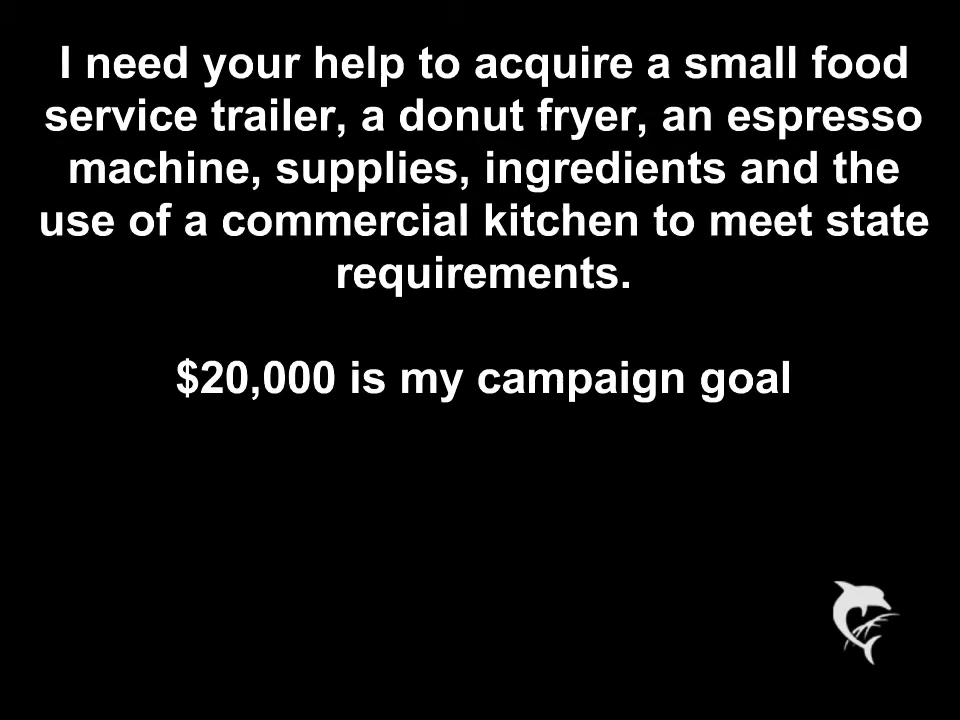 I need your help to acquire a small food
service trailer, a donut fryer, an espresso
machine, supplies, ingredients and the
use of a commercial kitchen to meet state
requirements.
$20,000 is my campaign goal